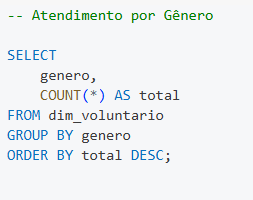 -- Atendimento por Gênero
SELECT
genero,
COUNT(*) AS total
FROM dim_voluntario
GROUP BY genero
ORDER BY total DESC;